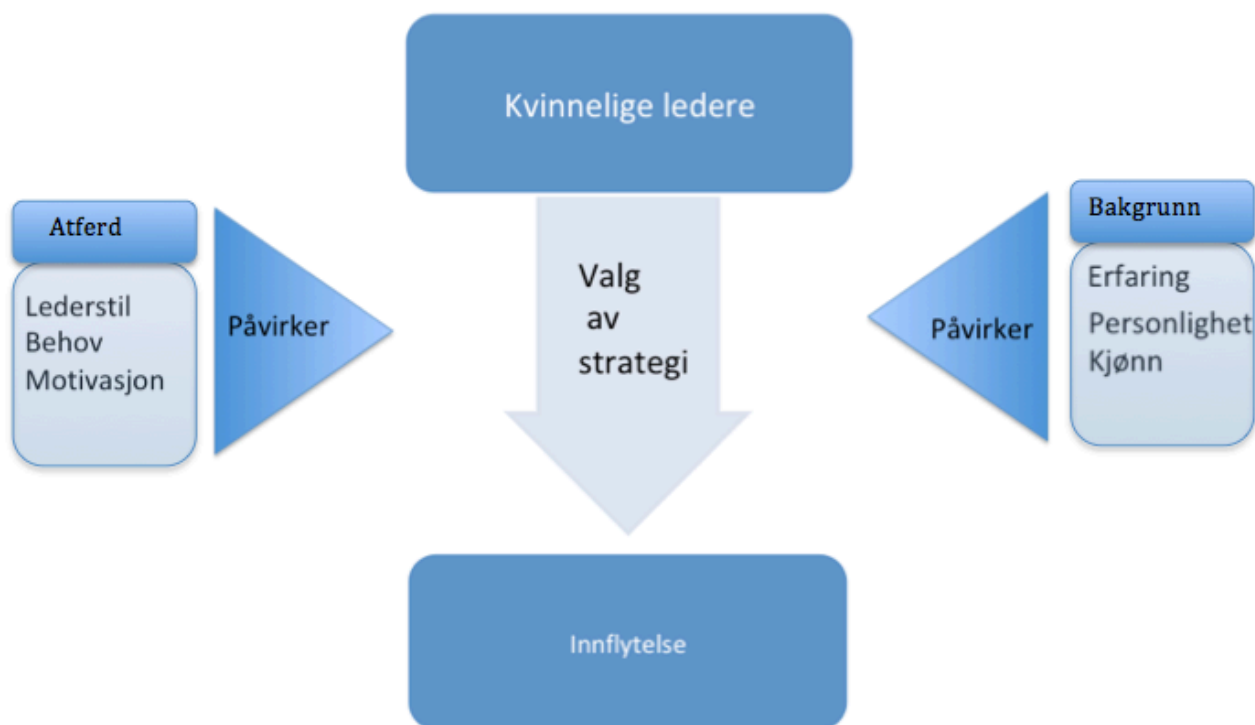 Kvinnelige ledere
Atferd
Lederstil
Behov
Motivasjon
Påvirker
Valg
av
strategi
Påvirker
Bakgrunn
Erfaring
Personlighet
Kjønn
Innflytelse